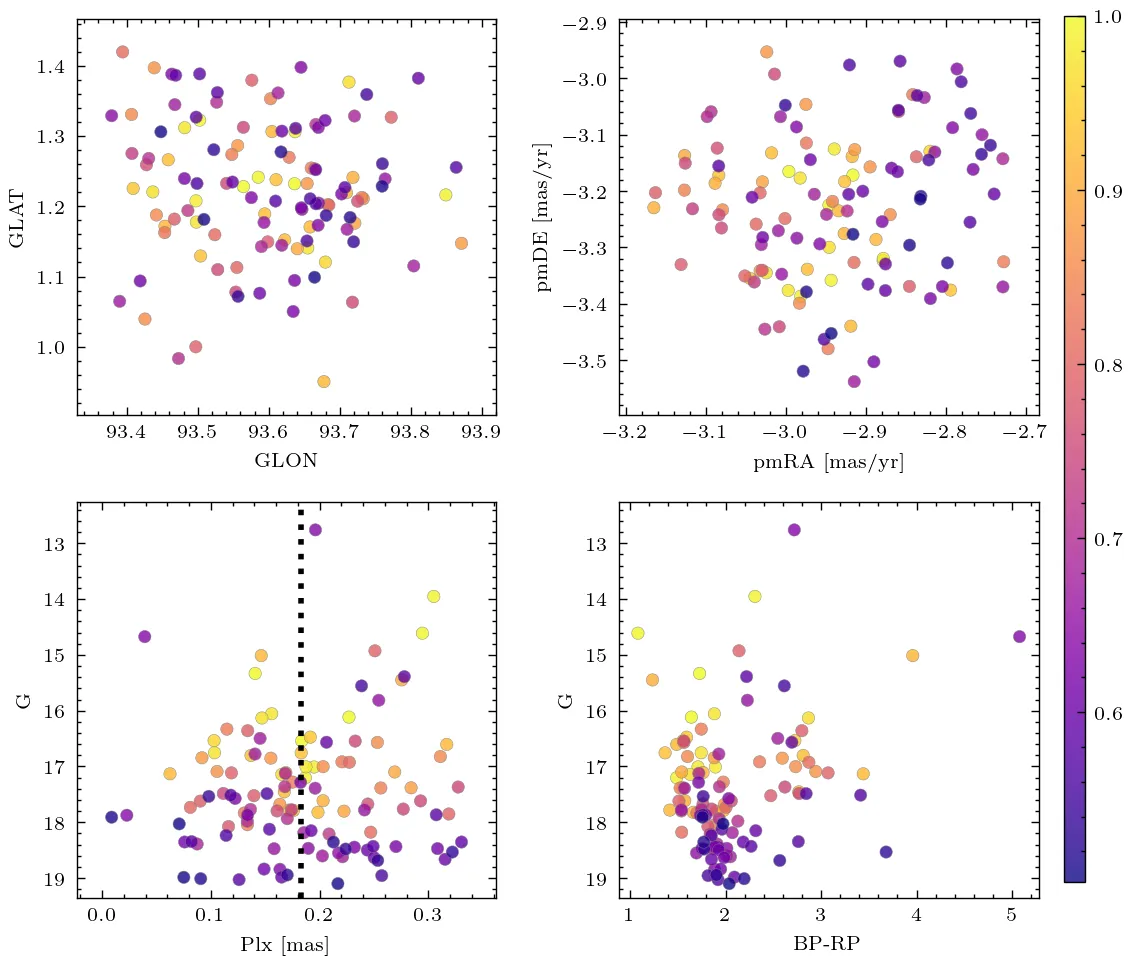 1.4
1.3
1.2
1.1
1.0
GLAT
93.4 93.5 93.6 93.7 93.8 93.9
GLON
−2.9
−3.0
−3.1
−3.2
−3.3
−3.4
−3.5
pmDE [mas/yr]
−3.2 −3.1 −3.0 −2.9 −2.8 −2.7
pmRA [mas/yr]
13
14
15
16
17
18
19
G
0.0 0.1 0.2 0.3
Plx [mas]
13
14
15
16
17
18
19
G
1 2 3 4 5
BP-RP
1.0
0.9
0.8
0.7
0.6